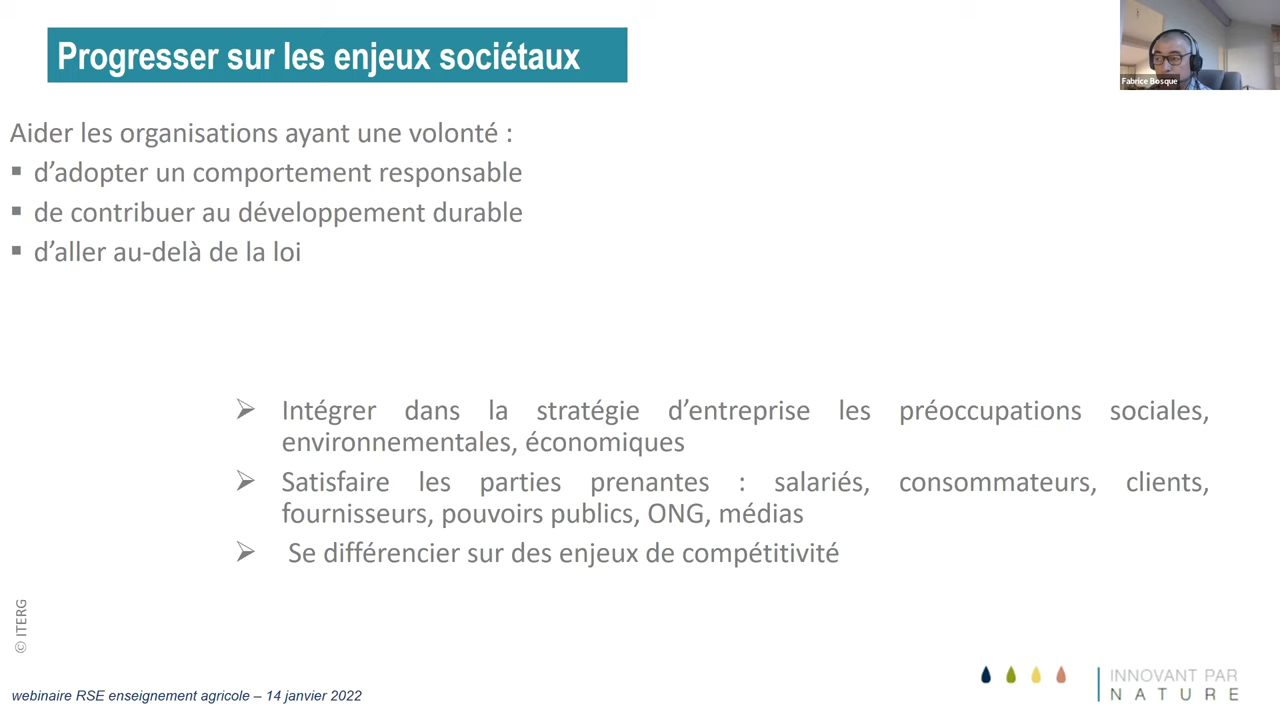 Progresser sur les enjeux sociétaux
Fabrice Bosque
Aider les organisations ayant une volonté :
▪ d’adopter un comportement responsable
▪ de contribuer au développement durable
▪ d’aller au-delà de la loi
➢ Intégrer dans la stratégie d’entreprise les préoccupations sociales,
environnementales, économiques
➢ Satisfaire les parties prenantes : salariés, consommateurs, clients,
fournisseurs, pouvoirs publics, ONG, médias
➢ Se différencier sur des enjeux de compétitivité
© ITERG
webinaire RSE enseignement agricole – 14 janvier 2022
INNOVANT PAR
NATURE